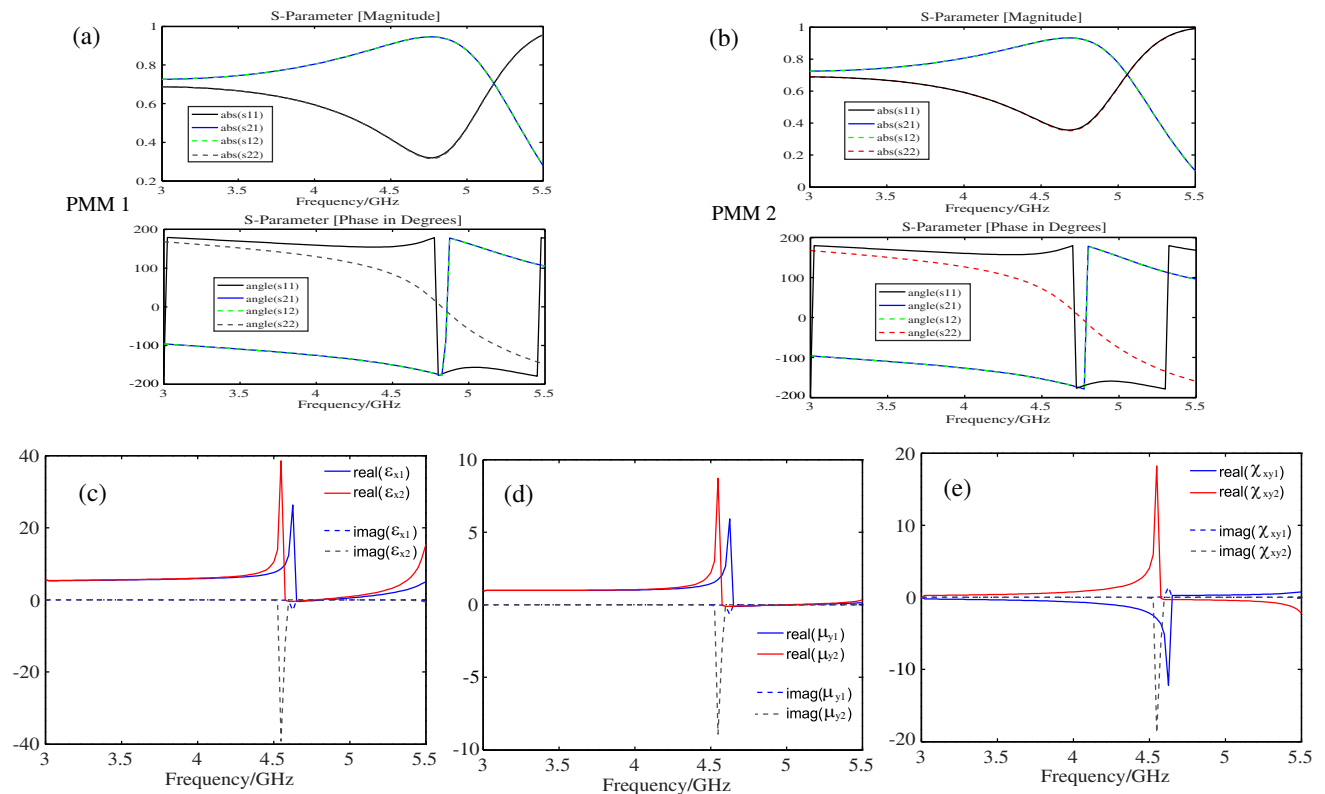 (a)
S-Parameter [Magnitude]
1
0.8
0.6
0.4
0.2
abs(s11)
abs(s21)
abs(s12)
abs(s22)
3
3.5
4
4.5
5
5.5
Frequency/GHz
PMM 1
S-Parameter [Phase in Degrees]
200
100
0
-100
-200
angle(s11)
angle(s21)
angle(s12)
angle(s22)
3
3.5
4
4.5
5
5.5
Frequency/GHz
(b)
S-Parameter [Magnitude]
1
0.8
0.6
0.4
0.2
0
abs(s11)
abs(s21)
abs(s12)
abs(s22)
3
3.5
4
4.5
5
5.5
Frequency/GHz
PMM 2
S-Parameter [Phase in Degrees]
200
100
0
-100
-200
angle(s11)
angle(s21)
angle(s12)
angle(s22)
3
3.5
4
4.5
5
5.5
Frequency/GHz
(c)
40
20
0
-20
-40
real(εx1)
real(εx2)
imag(εx1)
imag(εx2)
3
3.5
4
4.5
5
5.5
Frequency/GHz
(d)
10
5
0
-5
-10
real(μy1)
real(μy2)
imag(μy1)
imag(μy2)
3
3.5
4
4.5
5
5.5
Frequency/GHz
(e)
20
10
0
-10
-20
real(χxy1)
real(χxy2)
imag(χxy1)
imag(χxy2)
3
3.5
4
4.5
5
5.5
Frequency/GHz